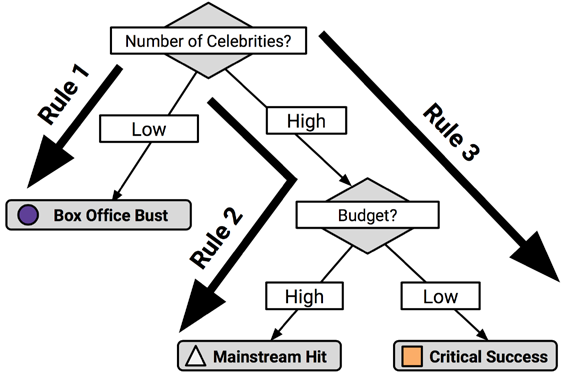 Number of Celebrities?
Rule 1
Low
High
Rule 3
Box Office Bust
Rule 2
Budget?
High
Low
Mainstream Hit
Critical Success